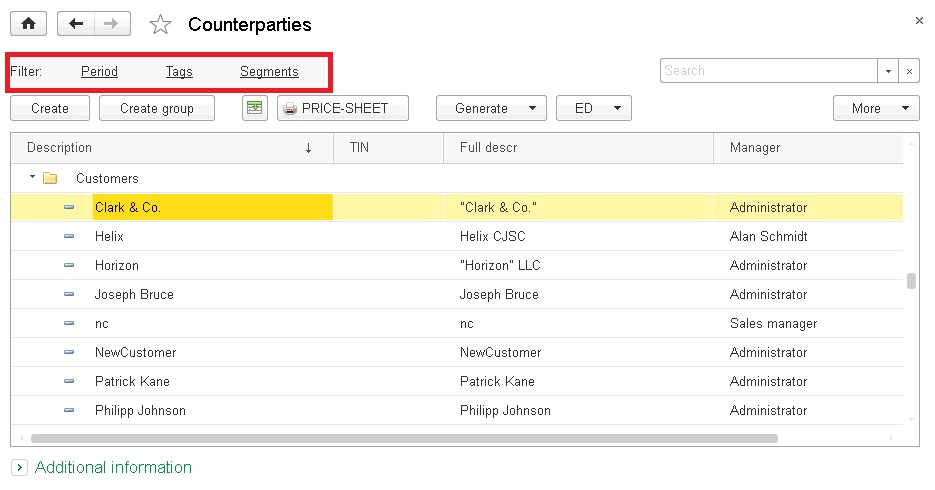 Counterparties
Filter: Period Tags Segments
Search
Create Create group PRICE-SHEET Generate ED More
Description TIN Full descr Manager
Customers
Clark & Co. "Clark & Co." Administrator
Helix Helix CJSC Alan Schmidt
Horizon "Horizon" LLC Administrator
Joseph Bruce Joseph Bruce Administrator
nc nc Sales manager
NewCustomer NewCustomer Administrator
Patrick Kane Patrick Kane Administrator
Philipp Johnson Philipp Johnson Administrator
Additional information